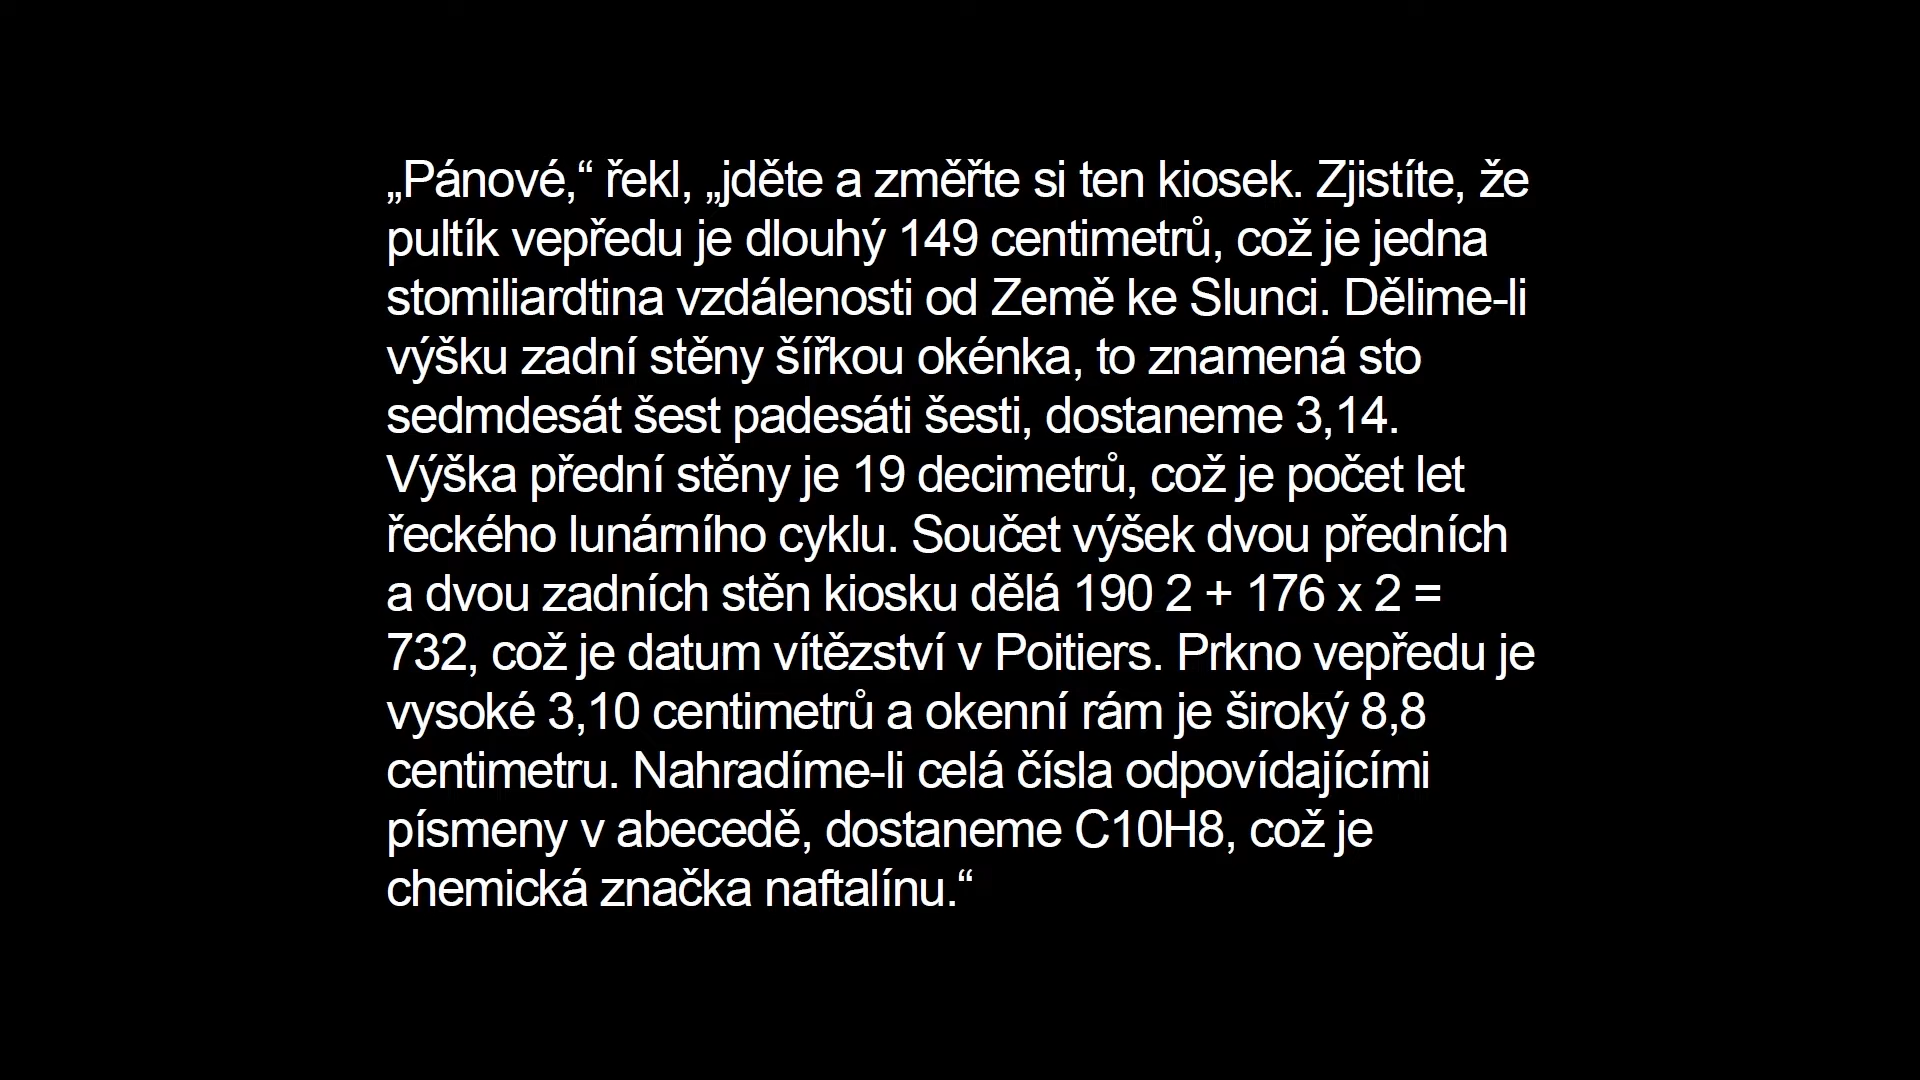 „Pánové,“ řekl, „jděte a změřte si ten kiosek. Zjistíte, že
pultík vepředu je dlouhý 149 centimetrů, což je jedna
stomiliardtina vzdálenosti od Země ke Slunci. Dělime-li
výšku zadní stěny šířkou okénka, to znamená sto
sedmdesát šest padesáti šesti, dostaneme 3,14.
Výška přední stěny je 19 decimetrů, což je počet let
řeckého lunárního cyklu. Součet výšek dvou předních
a dvou zadních stěn kiosku dělá 190 2 + 176 x 2 =
732, což je datum vítězství v Poitiers. Prkno vepředu je
vysoké 3,10 centimetrů a okenní rám je široký 8,8
centimetru. Nahradíme-li celá čísla odpovídajícími
písmeny v abecedě, dostaneme C10H8, což je
chemická značka naftalínu.“